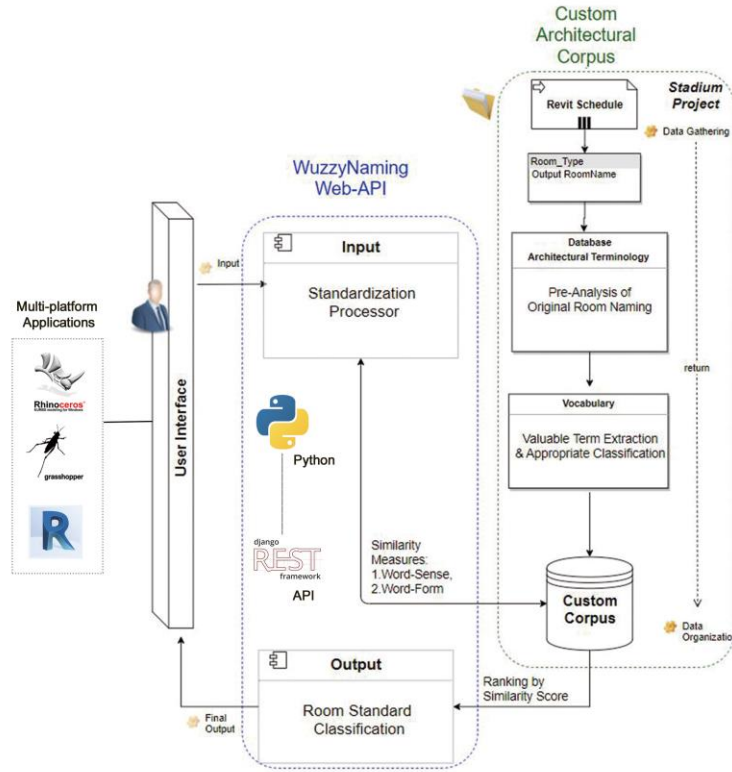 Custom
Architectural
Corpus
Revit Schedule
Stadium
Project
Data Gathering
Room_Type
Output RoomName
WuzzyNaming
Web-API
Database
Architectural Terminology
Pre-Analysis of
Original Room Naming
Input
Input
Standardization
Processor
Multi-platform
Applications
Rhinoceros®
grasshopper
R
User Interface
return
Vocabulary
Valuable Term Extraction
& Appropriate Classification
Python
django
REST
framework
API
Similarity
Measures:
1.Word-Sense,
2.Word-Form
Custom
Corpus
Data
Organization
Output
Room Standard
Classification
Ranking by
Similarity Score
Final
Output